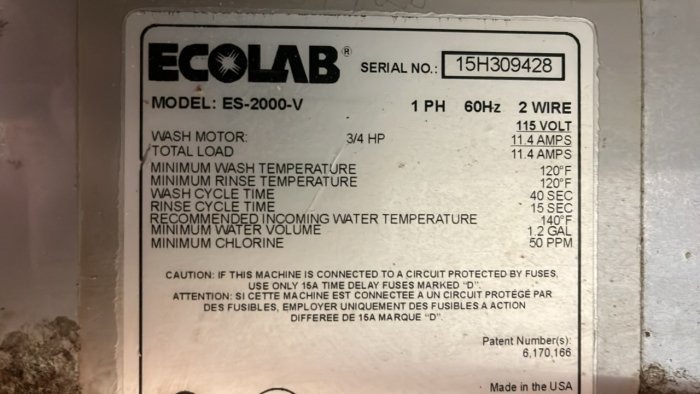 ECOLAB® SERIAL NO.: 15H309428
MODEL: ES-2000-V 1 PH 60Hz 2 WIRE
115 VOLT
WASH MOTOR: 3/4 HP 11.4 AMPS
TOTAL LOAD 11.4 AMPS
MINIMUM WASH TEMPERATURE 120°F
MINIMUM RINSE TEMPERATURE 120°F
WASH CYCLE TIME 40 SEC
RINSE CYCLE TIME 15 SEC
RECOMMENDED INCOMING WATER TEMPERATURE 140°F
MINIMUM WATER VOLUME 1.2 GAL
MINIMUM CHLORINE 50 PPM
CAUTION: IF THIS MACHINE IS CONNECTED TO A CIRCUIT PROTECTED BY FUSES,
USE ONLY 15A TIME DELAY FUSES MARKED "D".
ATTENTION: SI CETTE MACHINE EST CONNECTEE A UN CIRCUIT PROTÉGÉ PAR
DES FUSIBLES, EMPLOYER UNIQUEMENT DES FUSIBLES A ACTION
DIFFEREE DE 15A MARQUE "D".
Patent Number(s):
6,170,166
Made in the USA